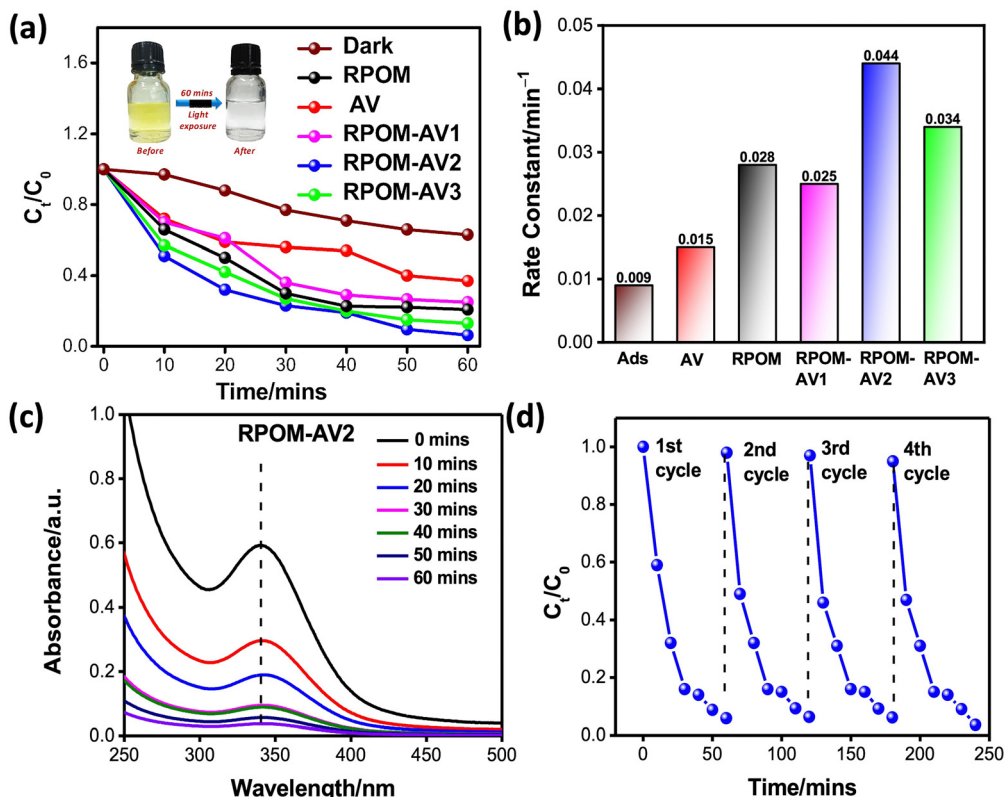 (a)
C_t/C_0
1.6
1.2
0.8
0.4
0.0
0 10 20 30 40 50 60
Time/mins
60 mins
Light
exposure
Before
After
Dark
RPOM
AV
RPOM-AV1
RPOM-AV2
RPOM-AV3
(b)
Rate Constant/min⁻¹
0.05
0.04
0.03
0.02
0.01
0.00
0.009
0.015
0.028
0.025
0.044
0.034
Ads
AV
RPOM
RPOM-
AV1
RPOM-
AV2
RPOM-
AV3
(c)
RPOM-AV2
Absorbance/a.u.
1.0
0.8
0.6
0.4
0.2
0.0
250 300 350 400 450 500
Wavelength/nm
0 mins
10 mins
20 mins
30 mins
40 mins
50 mins
60 mins
(d)
C_t/C_0
1.0
0.8
0.6
0.4
0.2
0.0
1st
cycle
2nd
cycle
3rd
cycle
4th
cycle
0 50 100 150 200 250
Time/mins